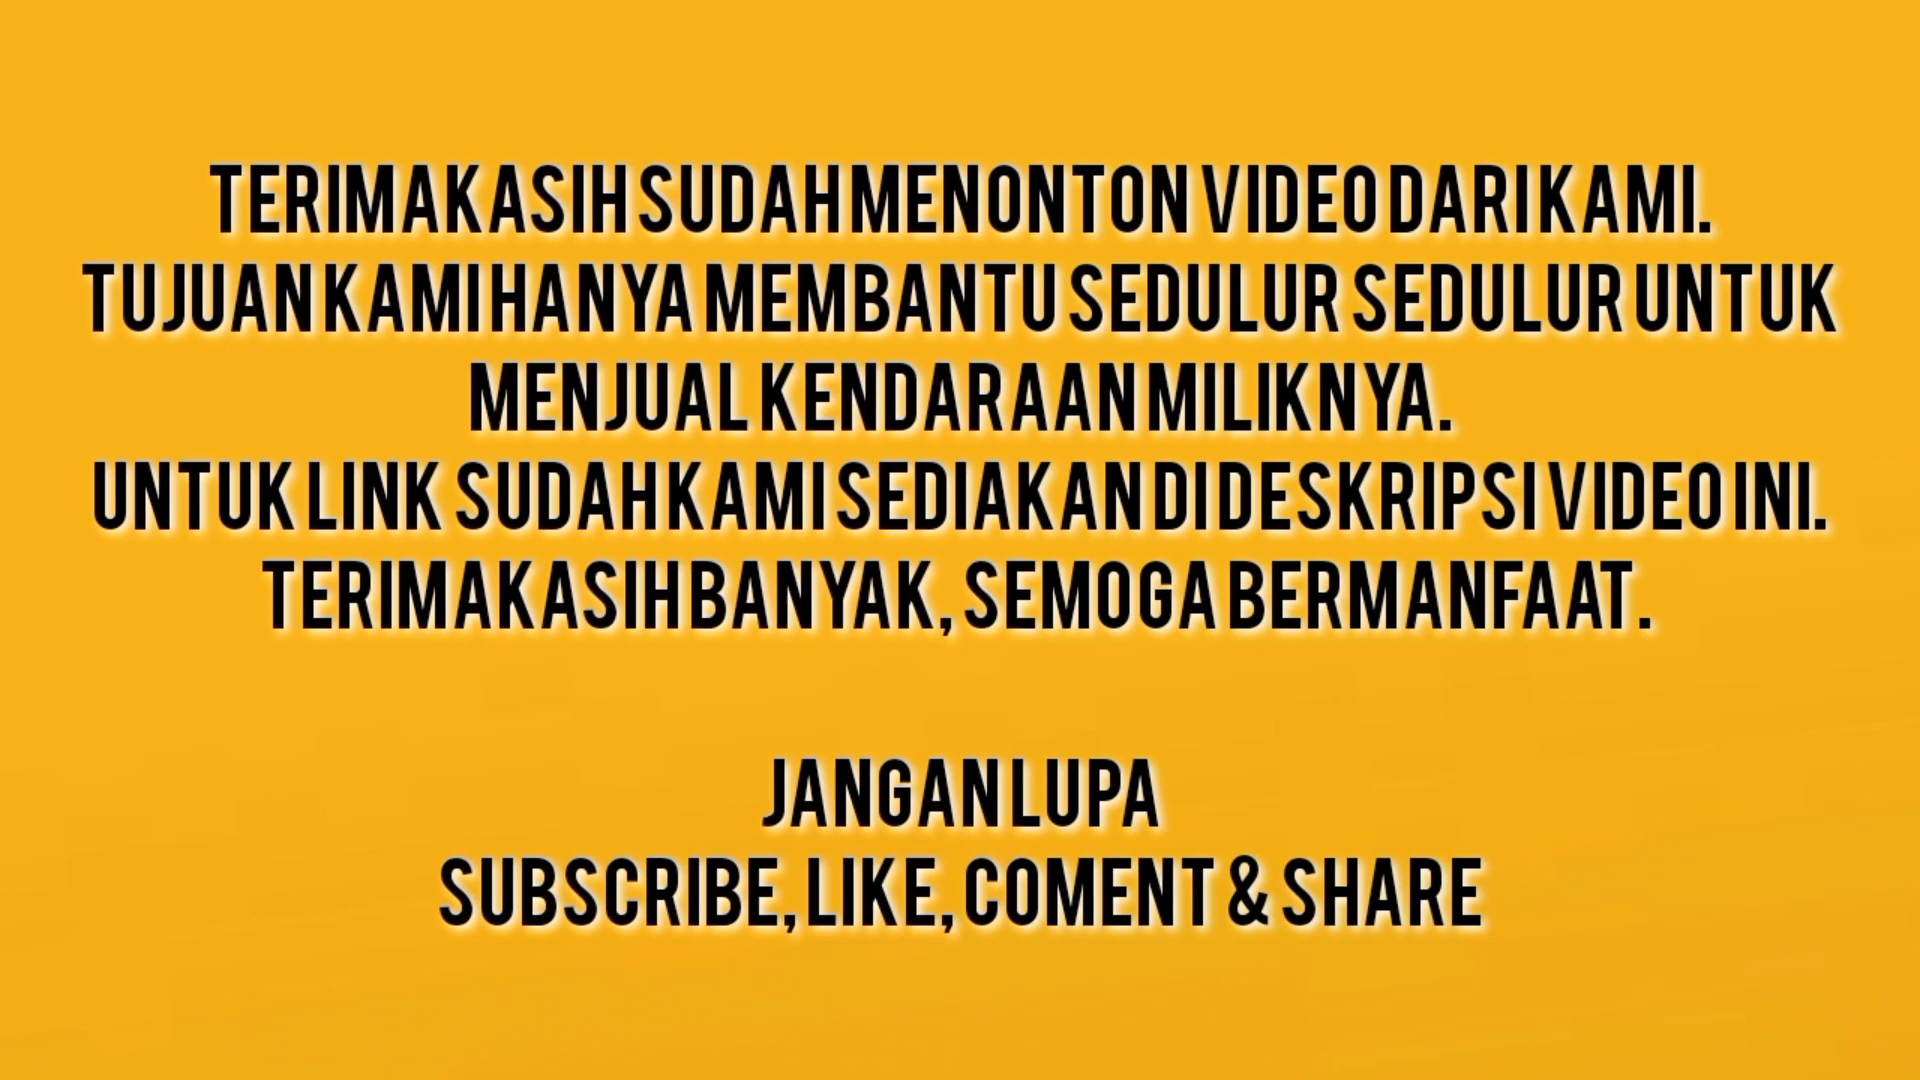 TERIMAKASIH SUDAH MENONTON VIDEO DARI KAMI.
TUJUAN KAMI HANYA MEMBANTU SEDULUR SEDULUR UNTUK
MENJUAL KENDARAAN MILIKNYA.
UNTUK LINK SUDAH KAMI SEDIAKAN DI DESKRIPSI VIDEO INI.
TERIMAKASIH BANYAK, SEMOGA BERMANFAAT.
JANGAN LUPA
SUBSCRIBE, LIKE, COMENT & SHARE